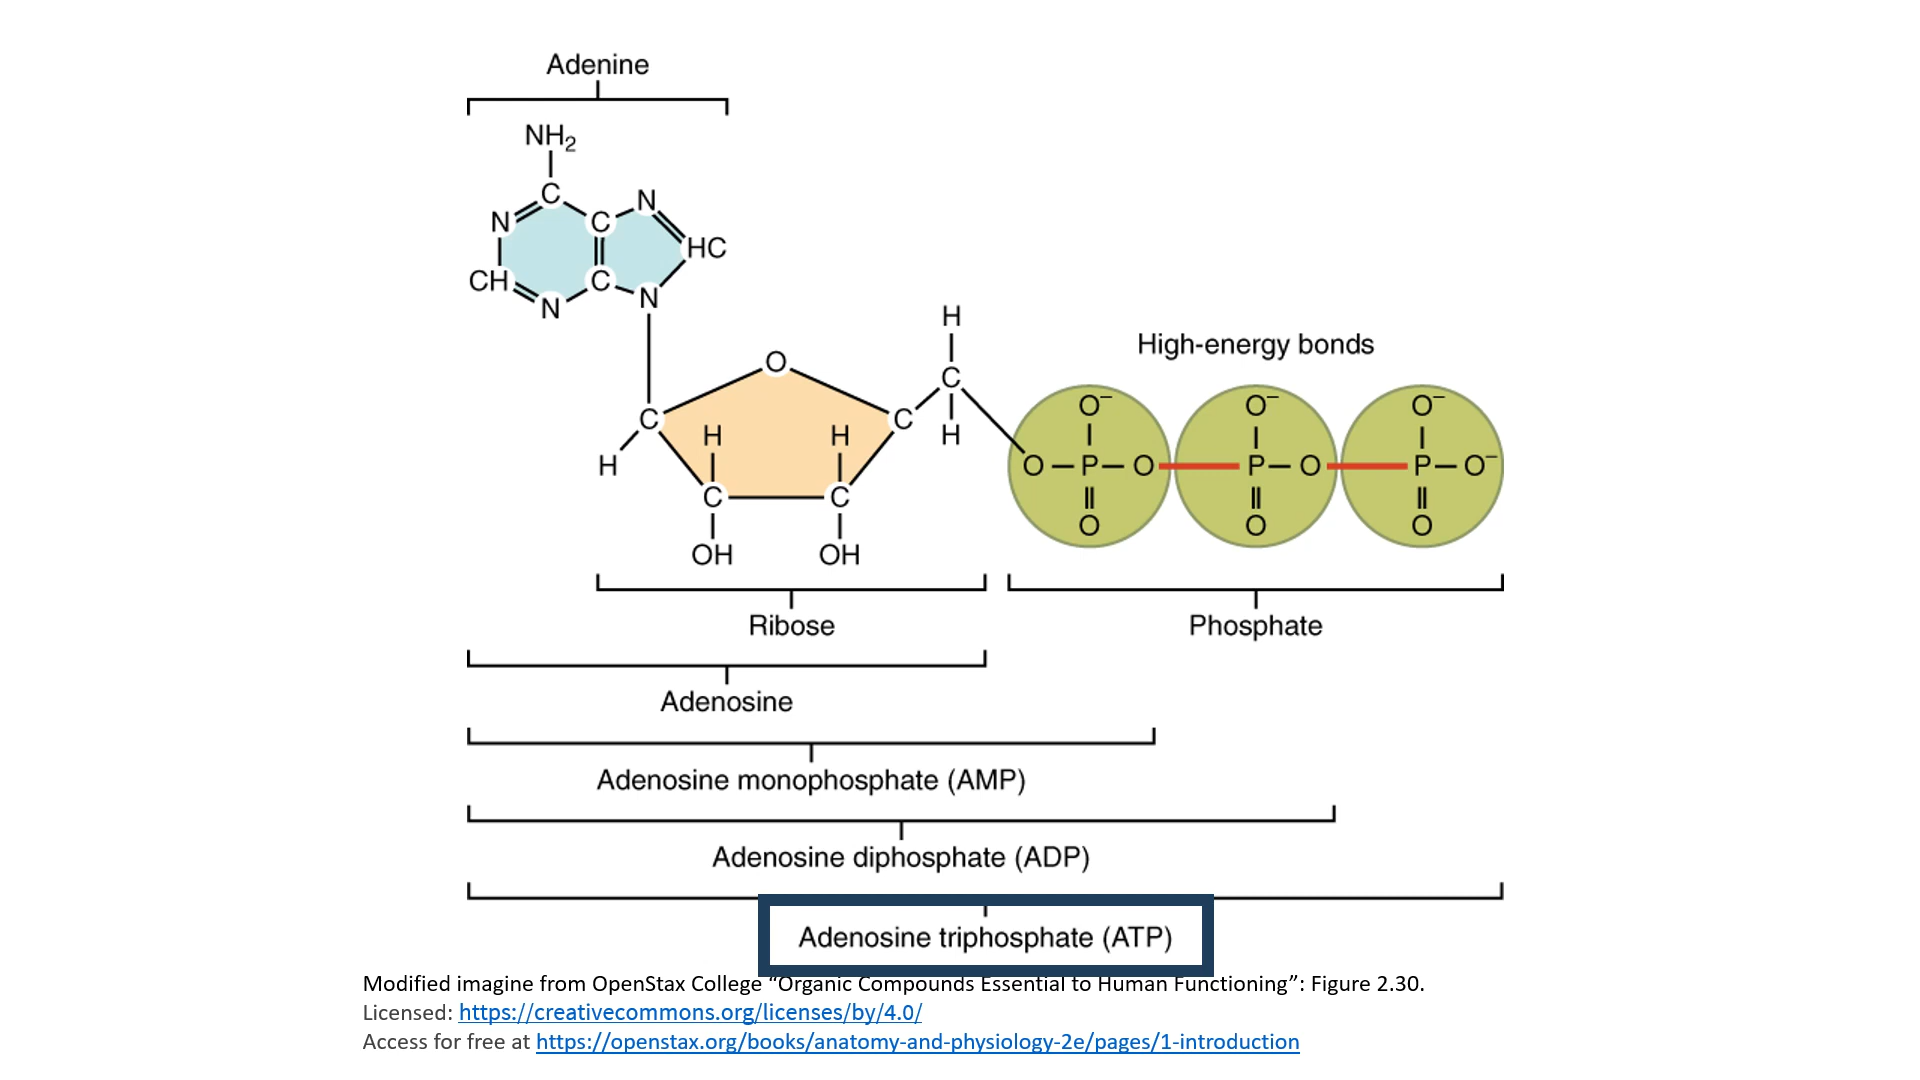 Adenine
NH₂
C
N
N
C
HC
CH
C
N
N
H
O
C
High-energy bonds
C
C
H
H
H
H
O⁻
O⁻
O⁻
O
P
O
P
O
P
O⁻
C
C
O
O
O
OH
OH
Ribose
Phosphate
Adenosine
Adenosine monophosphate (AMP)
Adenosine diphosphate (ADP)
Adenosine triphosphate (ATP)
Modified imagine from OpenStax College “Organic Compounds Essential to Human Functioning”: Figure 2.30.
Licensed: https://creativecommons.org/licenses/by/4.0/
Access for free at https://openstax.org/books/anatomy-and-physiology-2e/pages/1-introduction